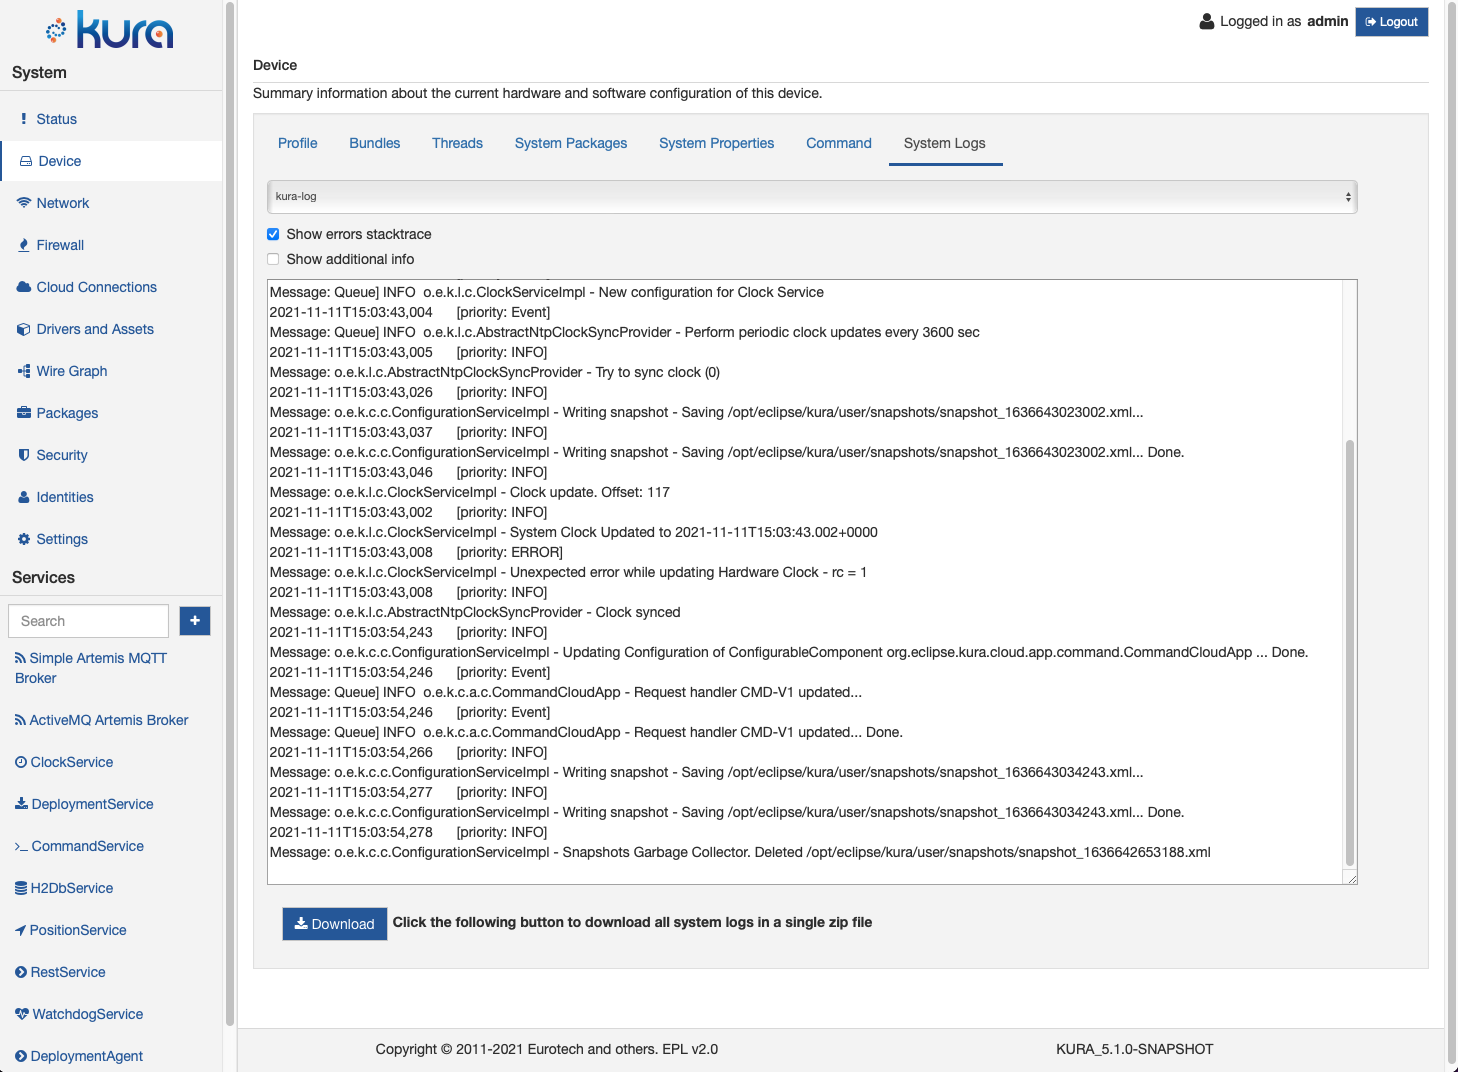 kura
Logged in as admin
Logout
System
Status
Device
Network
Firewall
Cloud Connections
Drivers and Assets
Wire Graph
Packages
Security
Identities
Settings
Services
Search
+
Simple Artemis MQTT
Broker
ActiveMQ Artemis Broker
ClockService
DeploymentService
CommandService
H2DbService
PositionService
RestService
WatchdogService
DeploymentAgent
Device
Summary information about the current hardware and software configuration of this device.
Profile Bundles Threads System Packages System Properties Command System Logs
kura-log
Show errors stacktrace
Show additional info
Message: Queue] INFO  o.e.k.l.c.ClockServiceImpl - New configuration for Clock Service
2021-11-11T15:03:43,004 [priority: Event]
Message: Queue] INFO  o.e.k.l.c.AbstractNtpClockSyncProvider - Perform periodic clock updates every 3600 sec
2021-11-11T15:03:43,005 [priority: INFO]
Message: o.e.k.l.c.AbstractNtpClockSyncProvider - Try to sync clock (0)
2021-11-11T15:03:43,026 [priority: INFO]
Message: o.e.k.c.c.ConfigurationServiceImpl - Writing snapshot - Saving /opt/eclipse/kura/user/snapshots/snapshot_1636643023002.xml...
2021-11-11T15:03:43,037 [priority: INFO]
Message: o.e.k.c.c.ConfigurationServiceImpl - Writing snapshot - Saving /opt/eclipse/kura/user/snapshots/snapshot_1636643023002.xml... Done.
2021-11-11T15:03:43,046 [priority: INFO]
Message: o.e.k.l.c.ClockServiceImpl - Clock update. Offset: 117
2021-11-11T15:03:43,002 [priority: INFO]
Message: o.e.k.l.c.ClockServiceImpl - System Clock Updated to 2021-11-11T15:03:43.002+0000
2021-11-11T15:03:43,008 [priority: ERROR]
Message: o.e.k.l.c.ClockServiceImpl - Unexpected error while updating Hardware Clock - rc = 1
2021-11-11T15:03:43,008 [priority: INFO]
Message: o.e.k.l.c.AbstractNtpClockSyncProvider - Clock synced
2021-11-11T15:03:54,243 [priority: INFO]
Message: o.e.k.c.c.ConfigurationServiceImpl - Updating Configuration of ConfigurableComponent org.eclipse.kura.cloud.app.command.CommandCloudApp ... Done.
2021-11-11T15:03:54,246 [priority: Event]
Message: Queue] INFO  o.e.k.c.a.c.CommandCloudApp - Request handler CMD-V1 updated...
2021-11-11T15:03:54,246 [priority: Event]
Message: Queue] INFO  o.e.k.c.a.c.CommandCloudApp - Request handler CMD-V1 updated... Done.
2021-11-11T15:03:54,266 [priority: INFO]
Message: o.e.k.c.c.ConfigurationServiceImpl - Writing snapshot - Saving /opt/eclipse/kura/user/snapshots/snapshot_1636643034243.xml...
2021-11-11T15:03:54,277 [priority: INFO]
Message: o.e.k.c.c.ConfigurationServiceImpl - Writing snapshot - Saving /opt/eclipse/kura/user/snapshots/snapshot_1636643034243.xml... Done.
2021-11-11T15:03:54,278 [priority: INFO]
Message: o.e.k.c.c.ConfigurationServiceImpl - Snapshots Garbage Collector. Deleted /opt/eclipse/kura/user/snapshots/snapshot_1636642653188.xml
Download Click the following button to download all system logs in a single zip file
Copyright © 2011-2021 Eurotech and others. EPL v2.0
KURA_5.1.0-SNAPSHOT